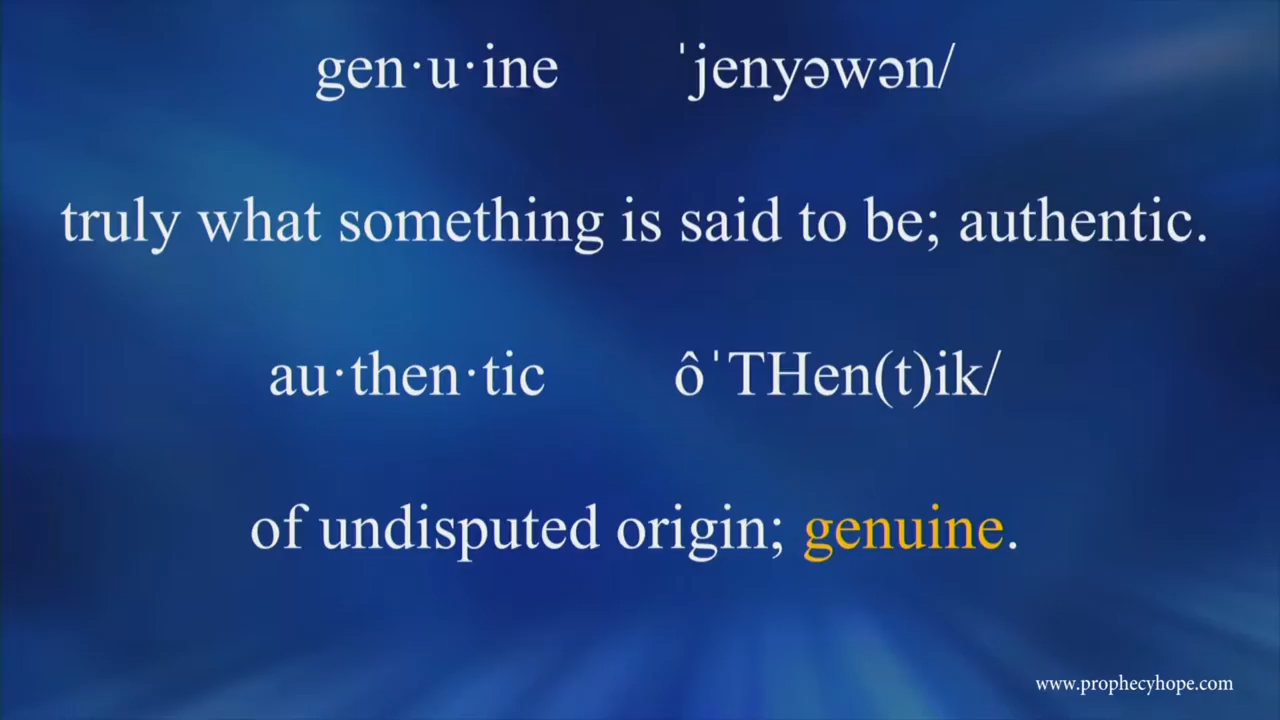 gen·u·ine ˈjenyəwən/
truly what something is said to be; authentic.
au·then·tic ôˈTHen(t)ik/
of undisputed origin; genuine.
www.prophecyhope.com